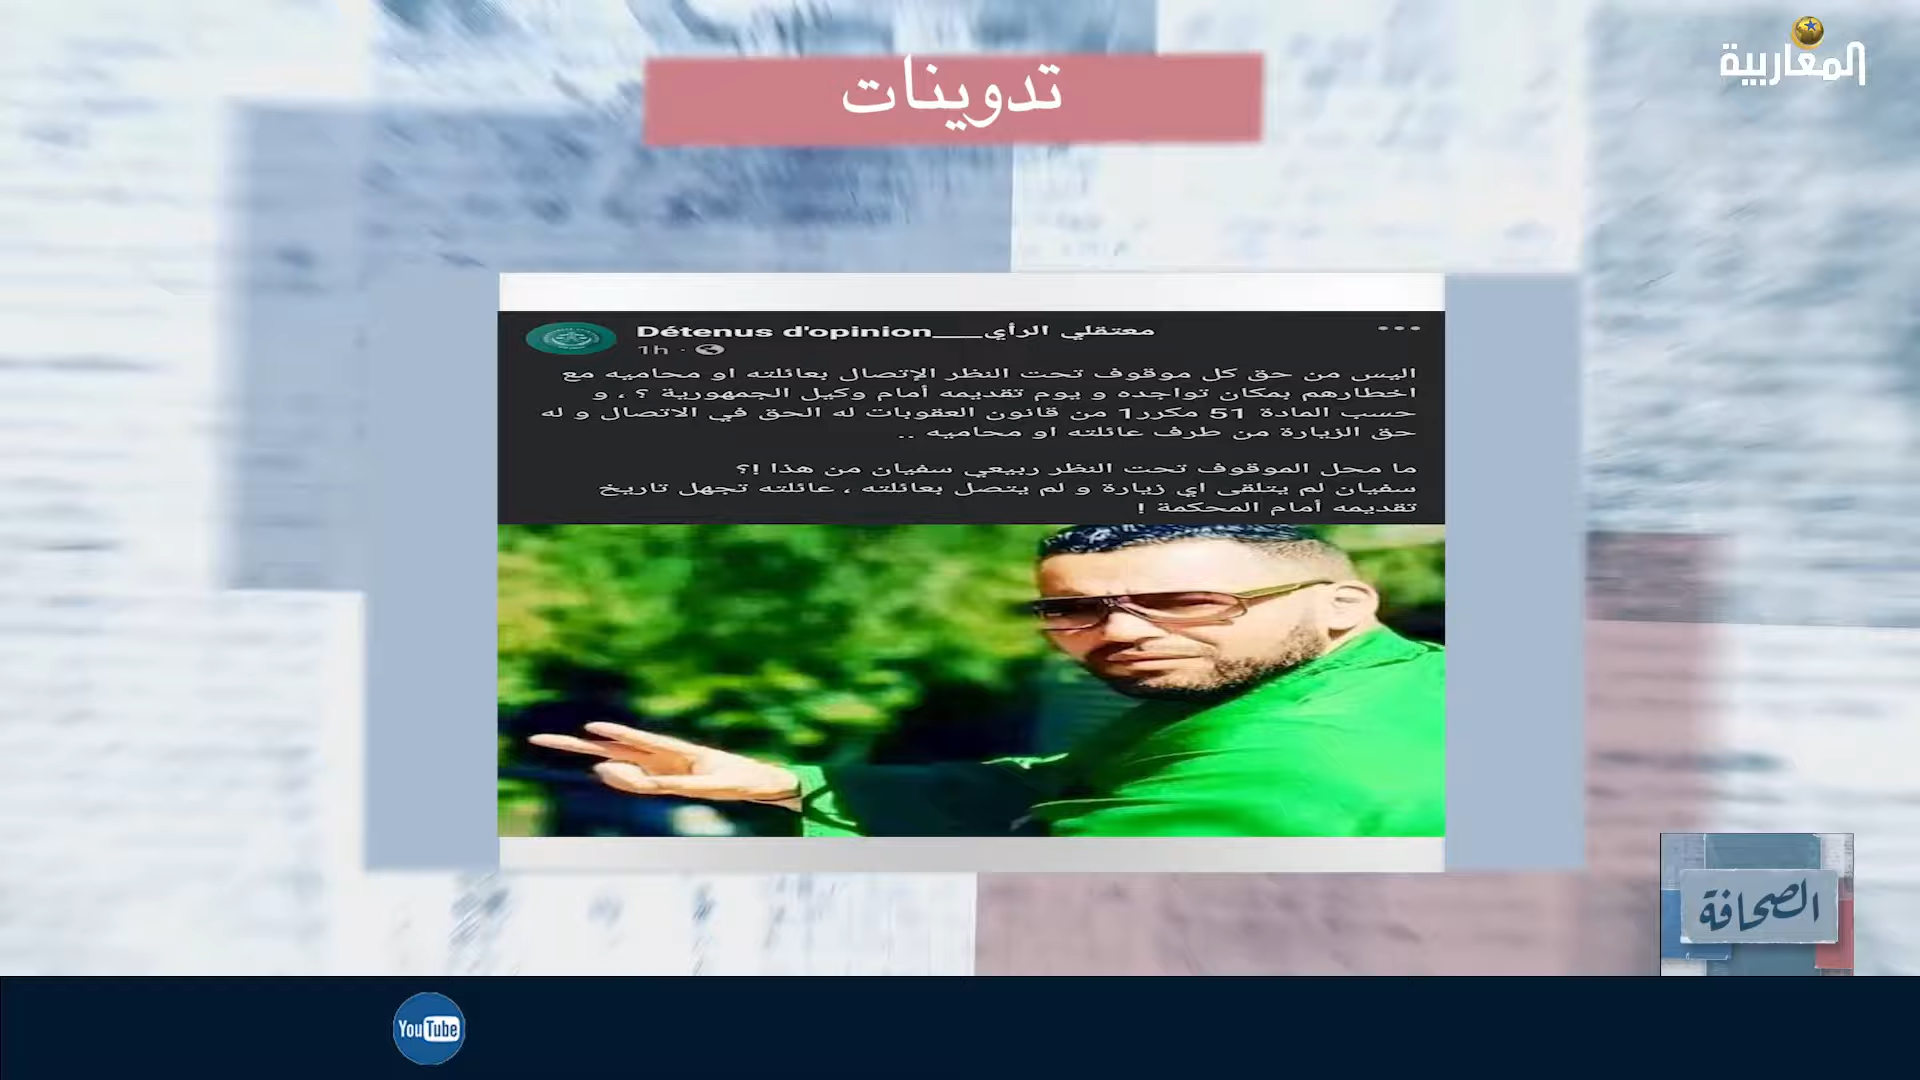 المغاربية
تدوينات
Détenus d'opinion___معتقلي الرأي
1h ·
اليس من حق كل موقوف تحت النظر الإتصال بعائلته او محاميه مع
اخطارهم بمكان تواجده و يوم تقديمه أمام وكيل الجمهورية ؟ ، و
حسب المادة 51 مكرر1 من قانون العقوبات له الحق في الاتصال و له
حق الزيارة من طرف عائلته او محاميه ..
ما محل الموقوف تحت النظر ربيعي سفيان من هذا !؟
سفيان لم يتلقى اي زيارة و لم يتصل بعائلته ، عائلته تجهل تاريخ
تقديمه أمام المحكمة !
الصحافة
YouTube